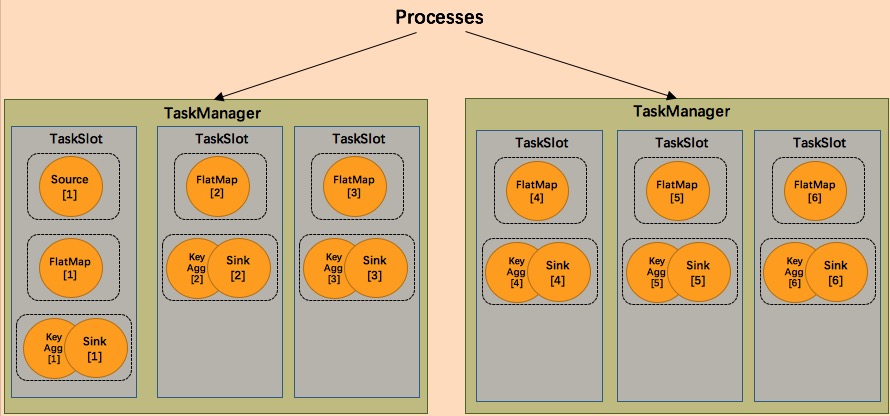 Processes
TaskManager
TaskSlot
Source
[1]
FlatMap
[1]
Key
Agg
[1]
Sink
[1]
TaskSlot
FlatMap
[2]
Key
Agg
[2]
Sink
[2]
TaskSlot
FlatMap
[3]
Key
Agg
[3]
Sink
[3]
TaskManager
TaskSlot
FlatMap
[4]
Key
Agg
[4]
Sink
[4]
TaskSlot
FlatMap
[5]
Key
Agg
[5]
Sink
[5]
TaskSlot
FlatMap
[6]
Key
Agg
[6]
Sink
[6]